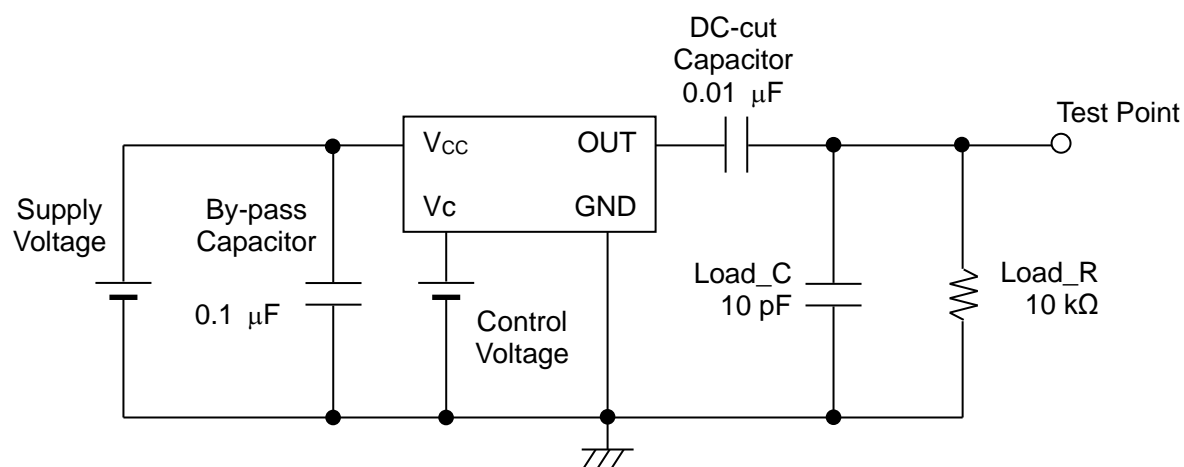 DC-cut
Capacitor
0.01 μF
Test Point
V_CC
OUT
Vc
GND
Supply
Voltage
By-pass
Capacitor
0.1 μF
Control
Voltage
Load_C
10 pF
Load_R
10 kΩ